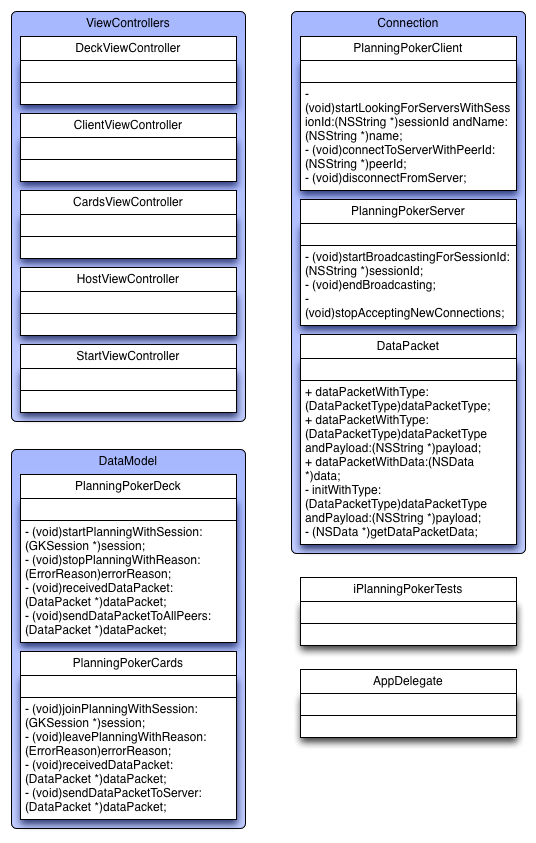 ViewControllers
DeckViewController
ClientViewController
CardsViewController
HostViewController
StartViewController
DataModel
PlanningPokerDeck
- (void)startPlanningWithSession:
(GKSession *)session;
- (void)stopPlanningWithReason:
(ErrorReason)errorReason;
- (void)receivedDataPacket:
(DataPacket *)dataPacket;
- (void)sendDataPacketToAllPeers:
(DataPacket *)dataPacket;
PlanningPokerCards
- (void)joinPlanningWithSession:
(GKSession *)session;
- (void)leavePlanningWithReason:
(ErrorReason)errorReason;
- (void)receivedDataPacket:
(DataPacket *)dataPacket;
- (void)sendDataPacketToServer:
(DataPacket *)dataPacket;
Connection
PlanningPokerClient
-
(void)startLookingForServersWithSess
ionId:(NSString *)sessionId andName:
(NSString *)name;
- (void)connectToServerWithPeerId:
(NSString *)peerId;
- (void)disconnectFromServer;
PlanningPokerServer
- (void)startBroadcastingForSessionId:
(NSString *)sessionId;
- (void)endBroadcasting;
-
(void)stopAcceptingNewConnections;
DataPacket
+ dataPacketWithType:
(DataPacketType)dataPacketType;
+ dataPacketWithType:
(DataPacketType)dataPacketType
andPayload:(NSString *)payload;
+ dataPacketWithData:(NSData
*)data;
- initWithType:
(DataPacketType)dataPacketType
andPayload:(NSString *)payload;
- (NSData *)getDataPacketData;
iPlanningPokerTests
AppDelegate